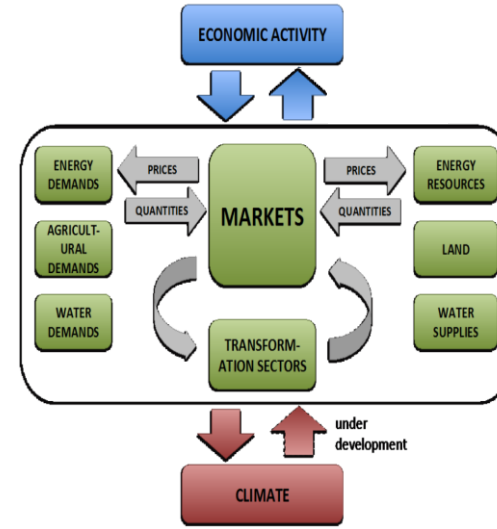 ECONOMIC ACTIVITY
ENERGY
DEMANDS
PRICES
QUANTITIES
MARKETS
PRICES
QUANTITIES
ENERGY
RESOURCES
AGRICULT-
URAL
DEMANDS
LAND
WATER
DEMANDS
TRANSFORM-
ATION SECTORS
WATER
SUPPLIES
under
development
CLIMATE